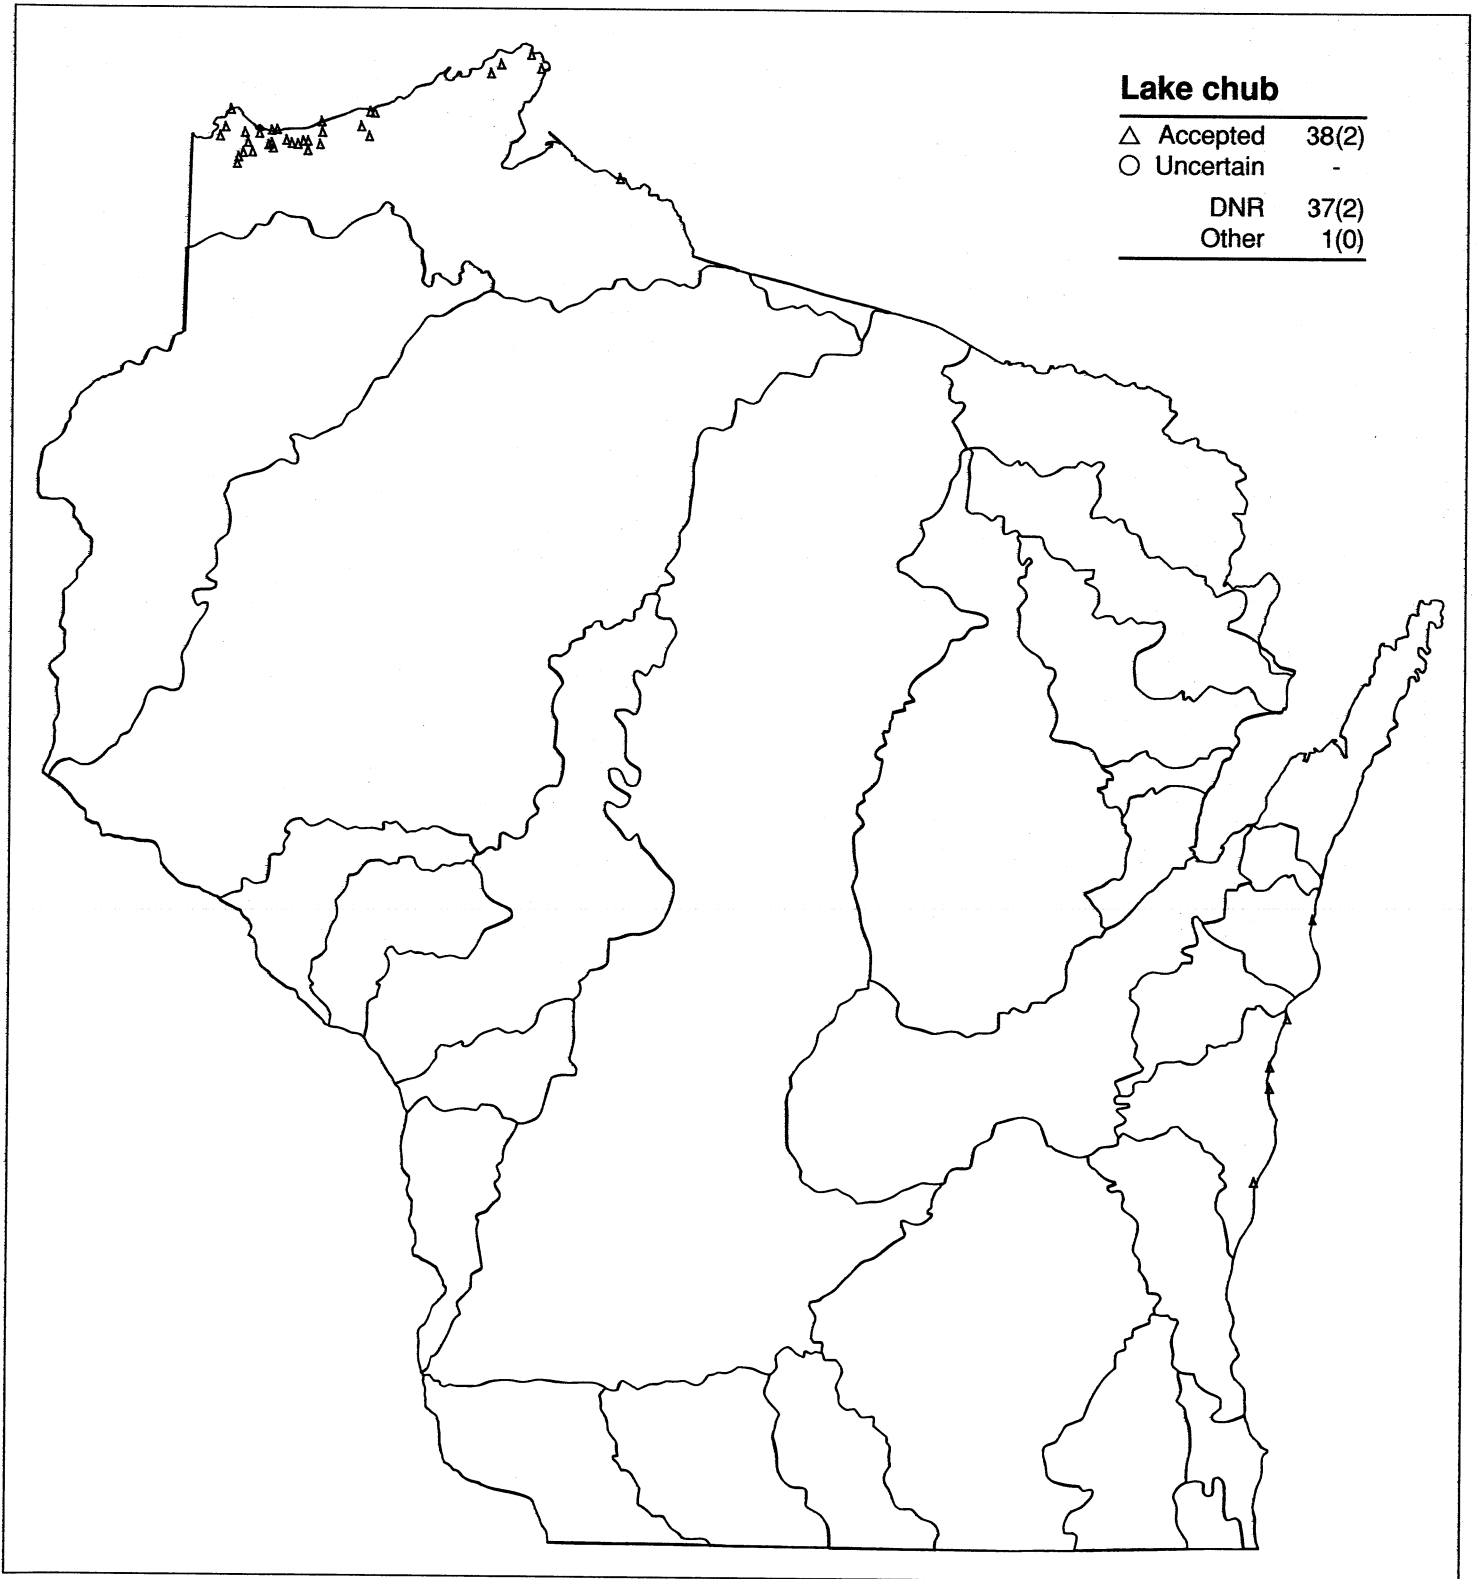 Lake chub
△ Accepted 38(2)
○ Uncertain -
DNR 37(2)
Other 1(0)